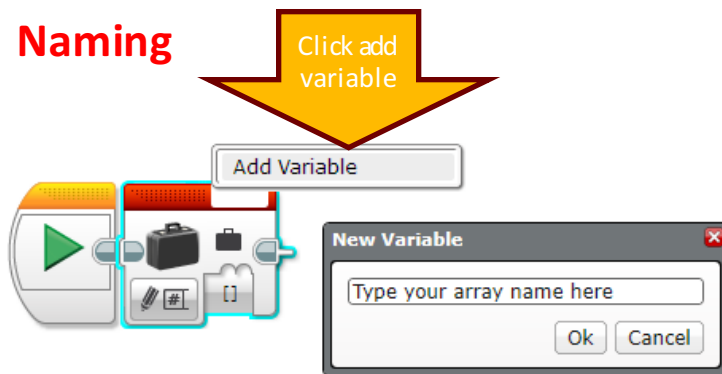 Naming
Click add
variable
Add Variable
New Variable
Type your array name here
#
[]
Ok Cancel